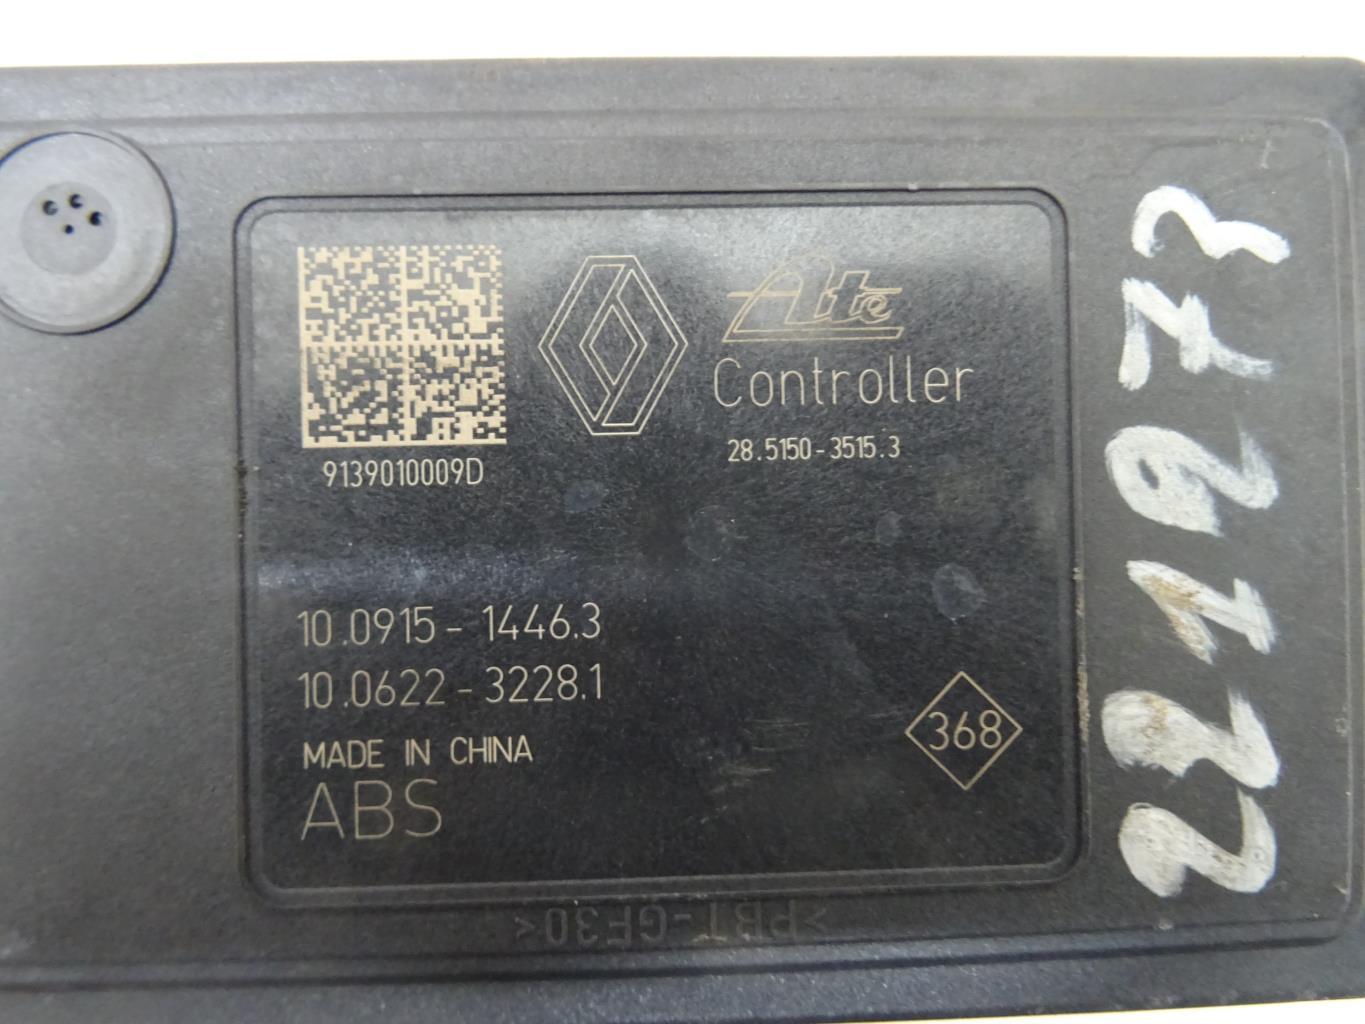 Ate
Controller
28.5150-3515.3
9139010009D
10.0915-1446.3
10.0622-3228.1
MADE IN CHINA
ABS
368
>PBT-GF30<
221273